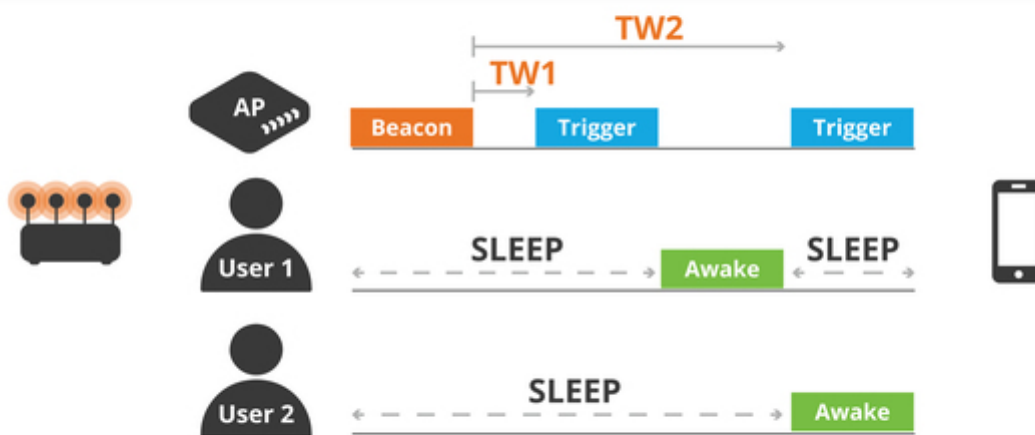 TW2
TW1
AP
Beacon
Trigger
Trigger
User 1
SLEEP
Awake
SLEEP
User 2
SLEEP
Awake